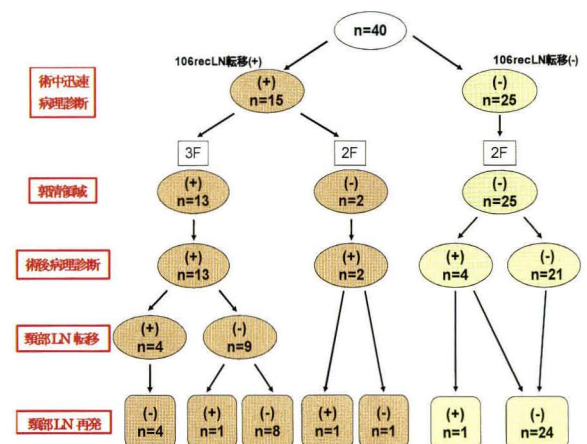 n=40
106recLN転移(+)
106recLN転移(-)
術中迅速
病理診断
(+)
n=15
(-)
n=25
3F
2F
2F
郭清領域
(+)
n=13
(-)
n=2
(-)
n=25
術後病理診断
(+)
n=13
(+)
n=2
(+)
n=4
(-)
n=21
頸部LN転移
(+)
n=4
(-)
n=9
頸部LN再発
(-)
n=4
(+)
n=1
(-)
n=8
(+)
n=1
(-)
n=1
(+)
n=1
(-)
n=24